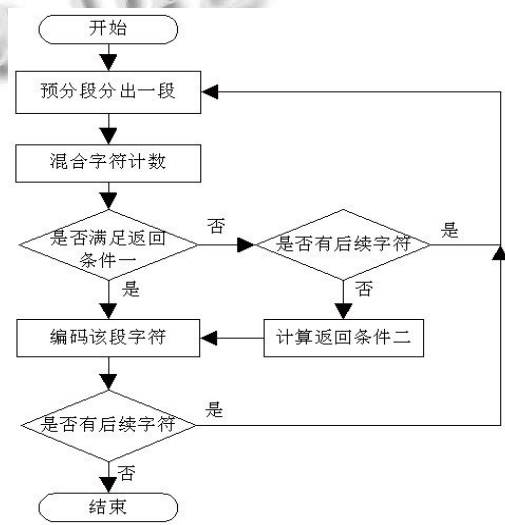 开始
预分段分出一段
混合字符计数
是否满足返回
条件一
否
是否有后续字符
是
是
否
编码该段字符
计算返回条件二
是否有后续字符
是
否
结束